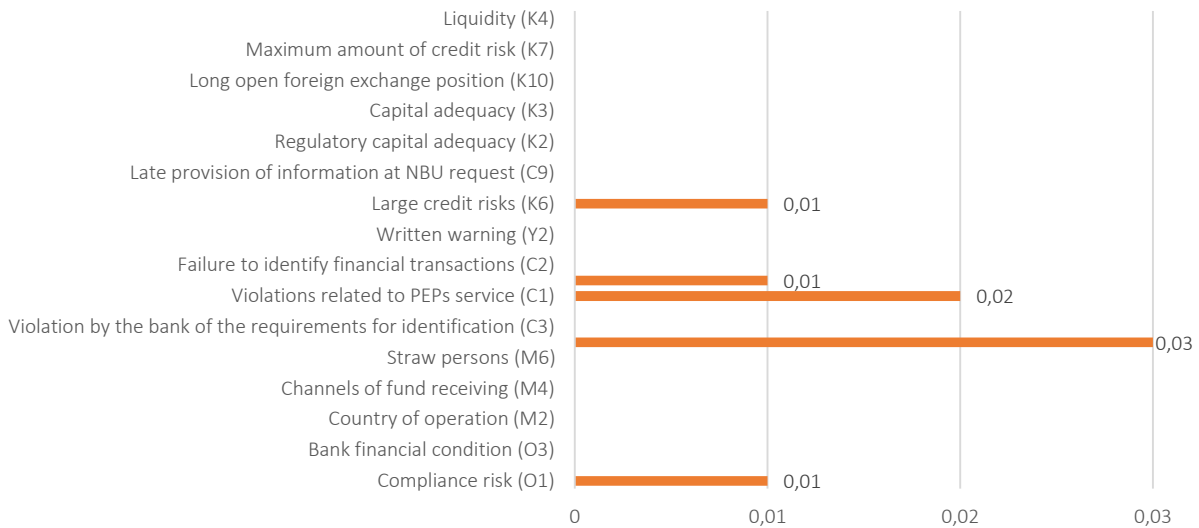 Liquidity (K4)
Maximum amount of credit risk (K7)
Long open foreign exchange position (K10)
Capital adequacy (K3)
Regulatory capital adequacy (K2)
Late provision of information at NBU request (C9)
Large credit risks (K6)
0,01
Written warning (Y2)
Failure to identify financial transactions (C2)
0,01
Violations related to PEPs service (C1)
0,02
Violation by the bank of the requirements for identification (C3)
0,03
Straw persons (M6)
Channels of fund receiving (M4)
Country of operation (M2)
Bank financial condition (O3)
Compliance risk (O1)
0,01
0 0,01 0,02 0,03